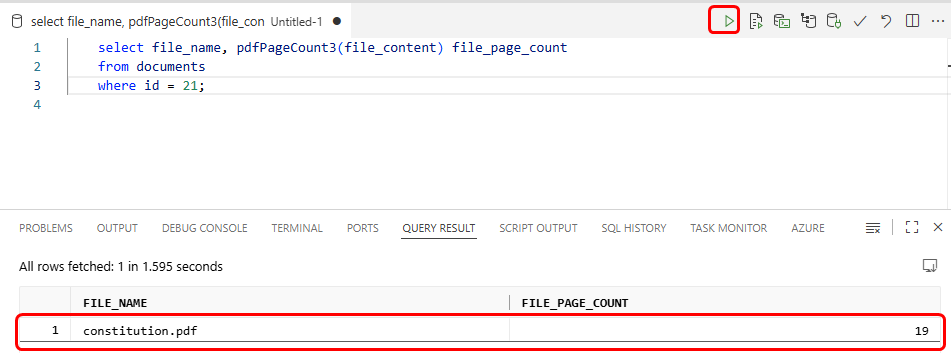 select file_name, pdfPageCount3(file_con Untitled-1
1 select file_name, pdfPageCount3(file_content) file_page_count
2 from documents
3 where id = 21;
4
PROBLEMS OUTPUT DEBUG CONSOLE TERMINAL PORTS QUERY RESULT SCRIPT OUTPUT SQL HISTORY TASK MONITOR AZURE
All rows fetched: 1 in 1.595 seconds
FILE_NAME FILE_PAGE_COUNT
1 constitution.pdf 19